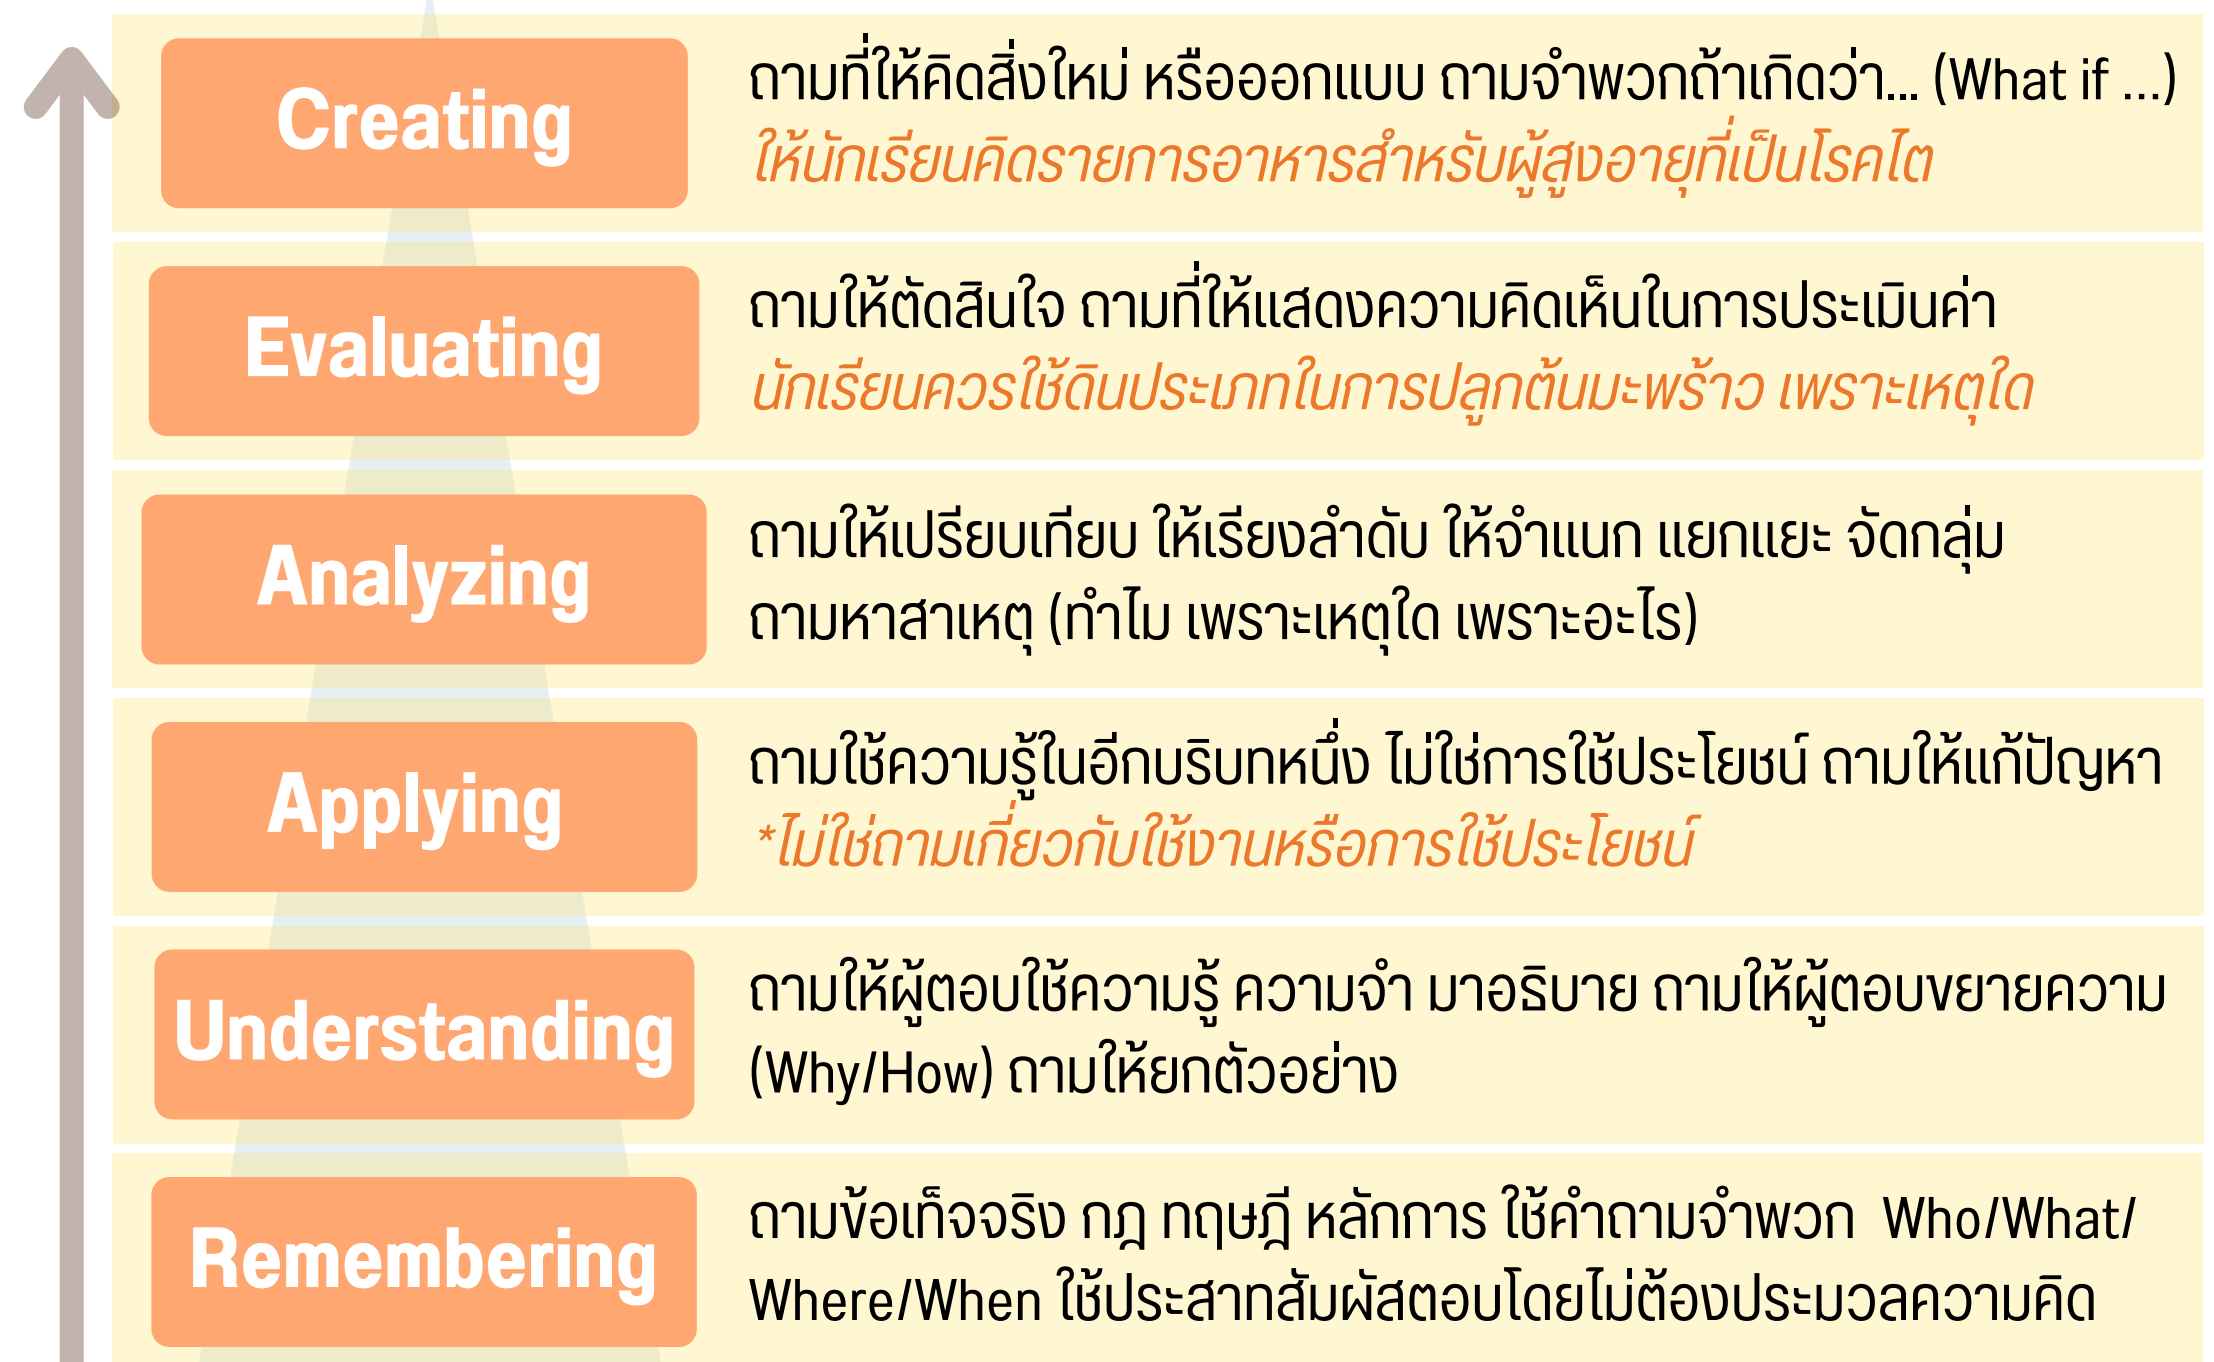 Creating
ถามที่ให้คิดสิ่งใหม่ หรือออกแบบ ถามจำพวกถ้าเกิดว่า... (What if ...)
ให้นักเรียนคิดรายการอาหารสำหรับผู้สูงอายุที่เป็นโรคไต
Evaluating
ถามให้ตัดสินใจ ถามที่ให้แสดงความคิดเห็นในการประเมินค่า
นักเรียนควรใช้ดินประเภทในการปลูกต้นมะพร้าว เพราะเหตุใด
Analyzing
ถามให้เปรียบเทียบ ให้เรียงลำดับ ให้จำแนก แยกแยะ จัดกลุ่ม
ถามหาสาเหตุ (ทำไม เพราะเหตุใด เพราะอะไร)
Applying
ถามใช้ความรู้ในอีกบริบทหนึ่ง ไม่ใช่การใช้ประโยชน์ ถามให้แก้ปัญหา
*ไม่ใช่ถามเกี่ยวกับใช้งานหรือการใช้ประโยชน์
Understanding
ถามให้ผู้ตอบใช้ความรู้ ความจำ มาอธิบาย ถามให้ผู้ตอบขยายความ
(Why/How) ถามให้ยกตัวอย่าง
Remembering
ถามข้อเท็จจริง กฎ ทฤษฎี หลักการ ใช้คำถามจำพวก Who/What/
Where/When ใช้ประสาทสัมผัสตอบโดยไม่ต้องประมวลความคิด